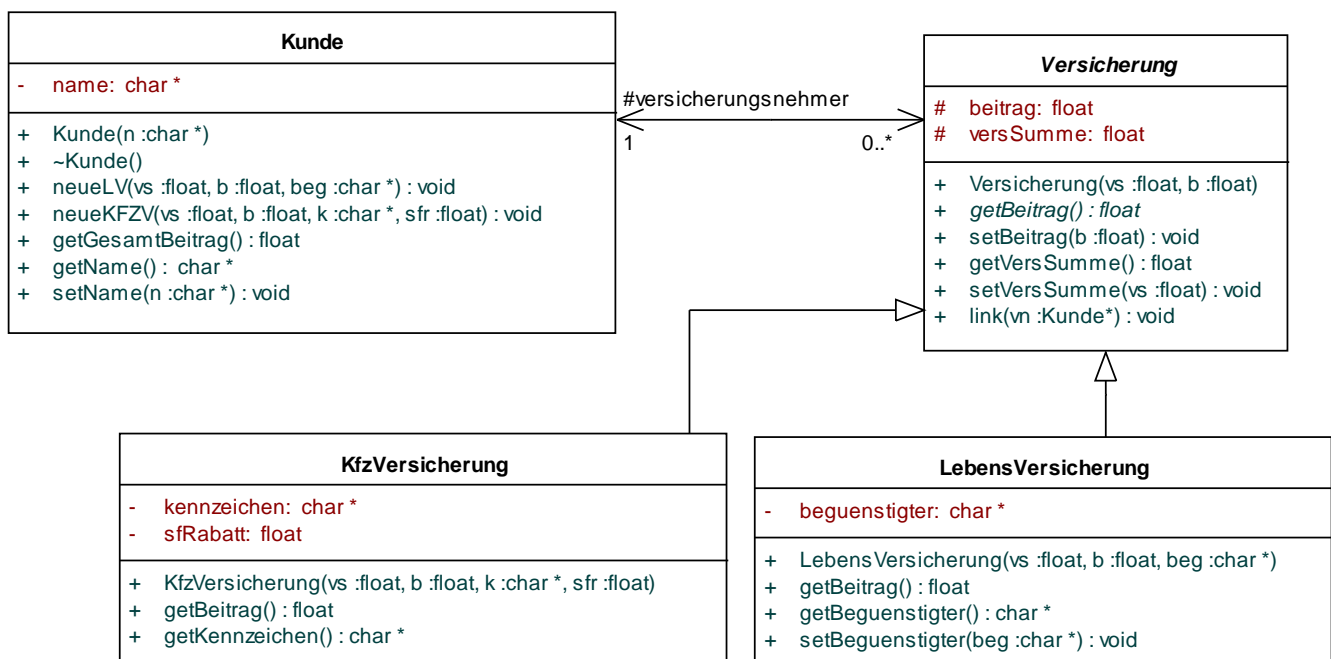 Kunde
- name: char *
+ Kunde(n :char *)
+ ~Kunde()
+ neueLV(vs :float, b :float, beg :char *) : void
+ neueKFZV(vs :float, b :float, k :char *, sfr :float) : void
+ getGesamtBeitrag() : float
+ getName() : char *
+ setName(n :char *) : void
#versicherungsnehmer
1
0..*
Versicherung
# beitrag: float
# versSumme: float
+ Versicherung(vs :float, b :float)
+ getBeitrag() : float
+ setBeitrag(b :float) : void
+ getVersSumme() : float
+ setVersSumme(vs :float) : void
+ link(vn :Kunde*) : void
KfzVersicherung
- kennzeichen: char *
- sfRabatt: float
+ KfzVersicherung(vs :float, b :float, k :char *, sfr :float)
+ getBeitrag() : float
+ getKennzeichen() : char *
LebensVersicherung
- beguenstigter: char *
+ LebensVersicherung(vs :float, b :float, beg :char *)
+ getBeitrag() : float
+ getBeguenstigter() : char *
+ setBeguenstigter(beg :char *) : void